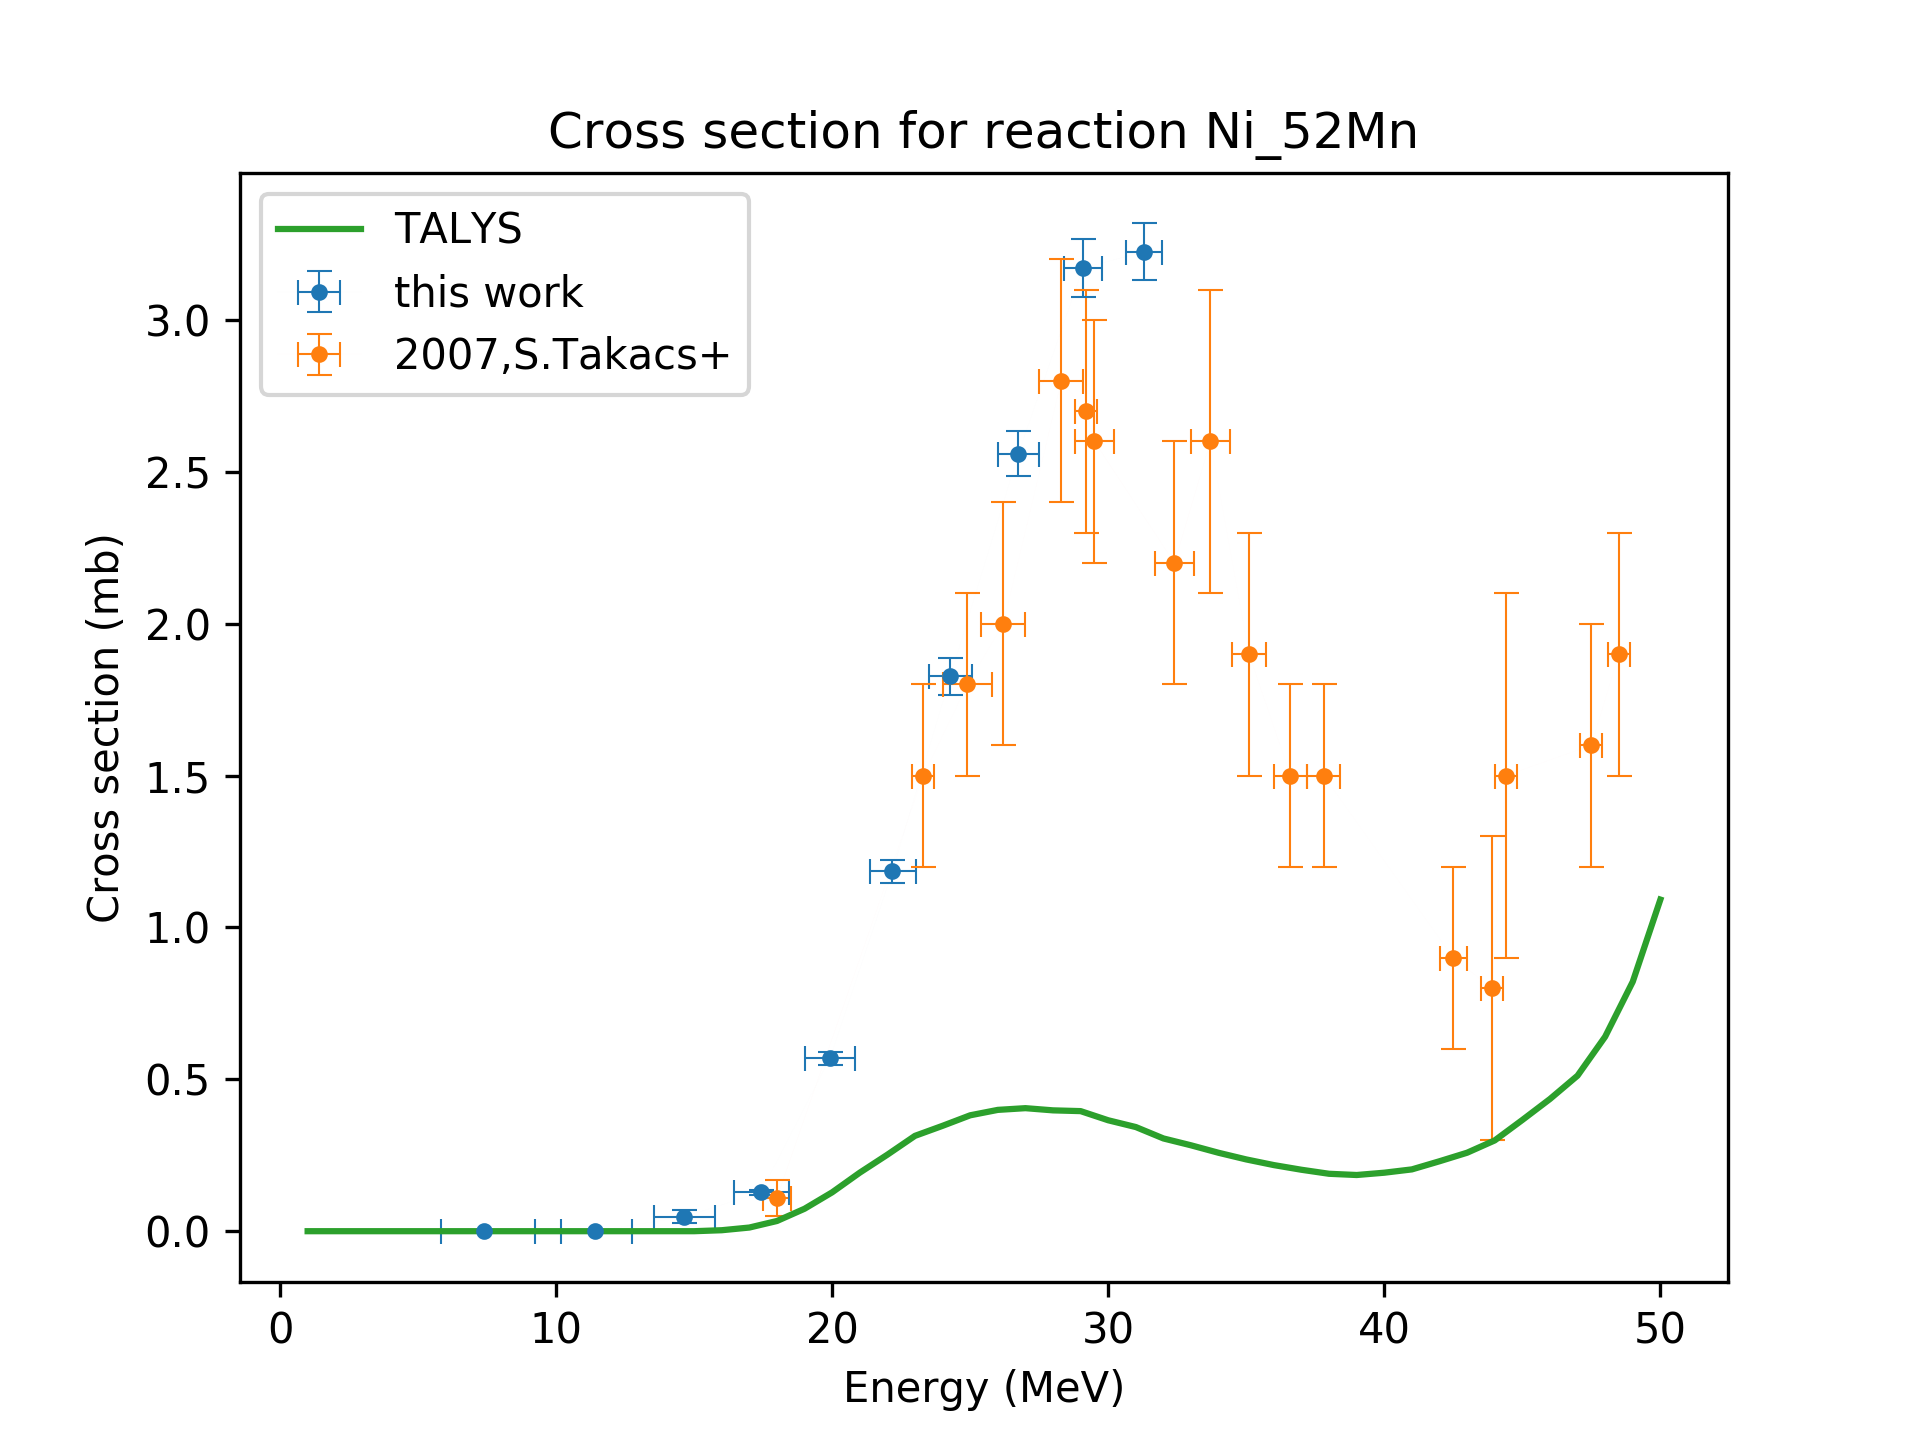 Cross section for reaction Ni_52Mn
TALYS
this work
2007,S.Takacs+
3.0
2.5
2.0
1.5
1.0
0.5
0.0
Cross section (mb)
0 10 20 30 40 50
Energy (MeV)